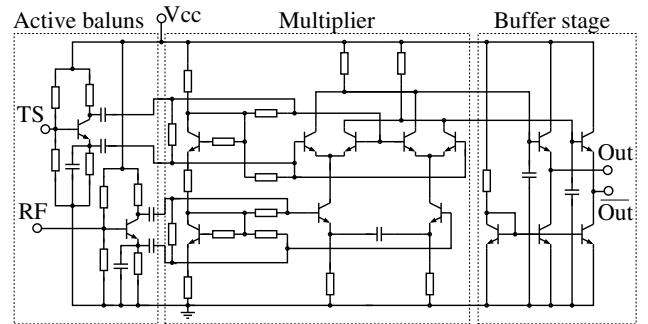 Active baluns
Vcc
Multiplier
Buffer stage
TS
RF
Out
Out